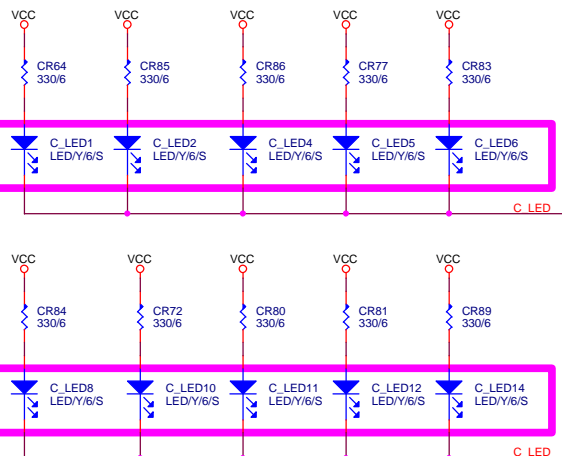 VCC VCC VCC VCC VCC
CR64 CR85 CR86 CR77 CR83
330/6 330/6 330/6 330/6 330/6
C_LED1 C_LED2 C_LED4 C_LED5 C_LED6
LED/Y/6/S LED/Y/6/S LED/Y/6/S LED/Y/6/S LED/Y/6/S
C_LED
VCC VCC VCC VCC VCC
CR84 CR72 CR80 CR81 CR89
330/6 330/6 330/6 330/6 330/6
C_LED8 C_LED10 C_LED11 C_LED12 C_LED14
LED/Y/6/S LED/Y/6/S LED/Y/6/S LED/Y/6/S LED/Y/6/S
C_LED